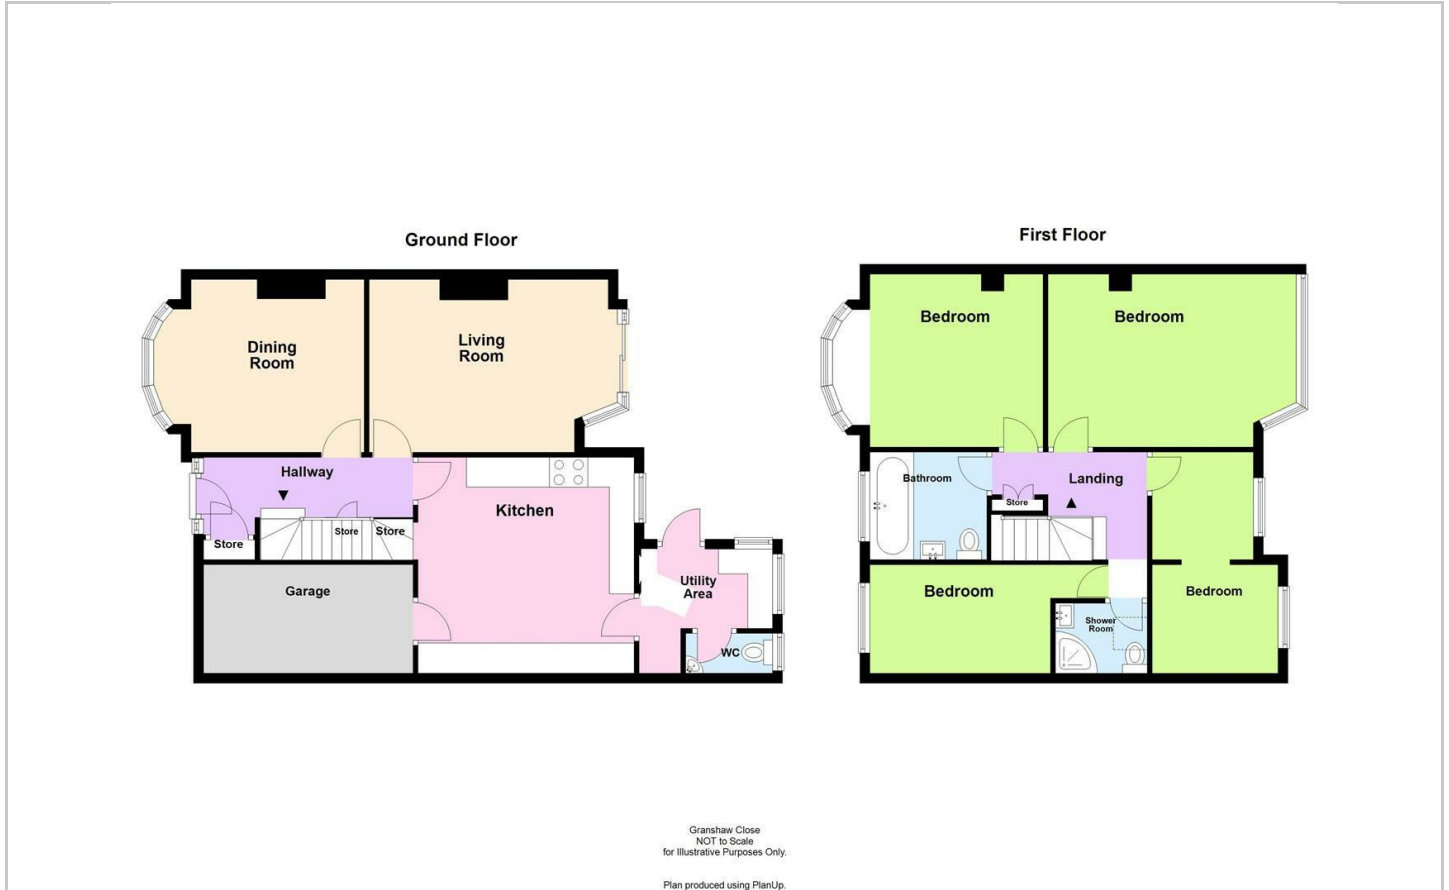 Ground Floor
First Floor
Dining
Room
Living
Room
Hallway
Kitchen
Store
Store
Store
Garage
Utility
Area
WC
Bedroom
Bedroom
Bathroom
Landing
Store
Bedroom
Bedroom
Shower
Room
Granshaw Close
NOT to Scale
for Illustrative Purposes Only.
Plan produced using PlanUp.